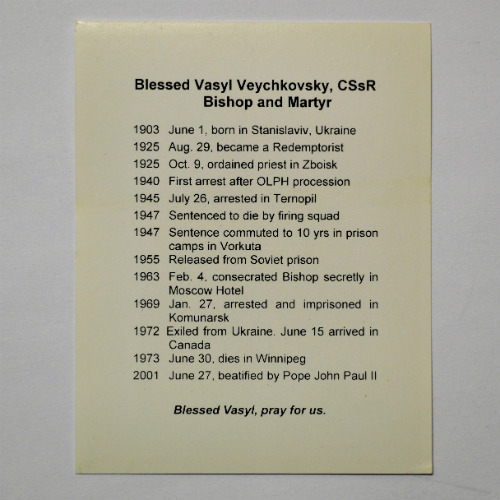 Blessed Vasyl Veychkovsky, CSsR
Bishop and Martyr
1903 June 1, born in Stanislaviv, Ukraine
1925 Aug. 29, became a Redemptorist
1925 Oct. 9, ordained priest in Zboisk
1940 First arrest after OLPH procession
1945 July 26, arrested in Ternopil
1947 Sentenced to die by firing squad
1947 Sentence commuted to 10 yrs in prison
camps in Vorkuta
1955 Released from Soviet prison
1963 Feb. 4, consecrated Bishop secretly in
Moscow Hotel
1969 Jan. 27, arrested and imprisoned in
Komunarsk
1972 Exiled from Ukraine. June 15 arrived in
Canada
1973 June 30, dies in Winnipeg
2001 June 27, beatified by Pope John Paul II
Blessed Vasyl, pray for us.